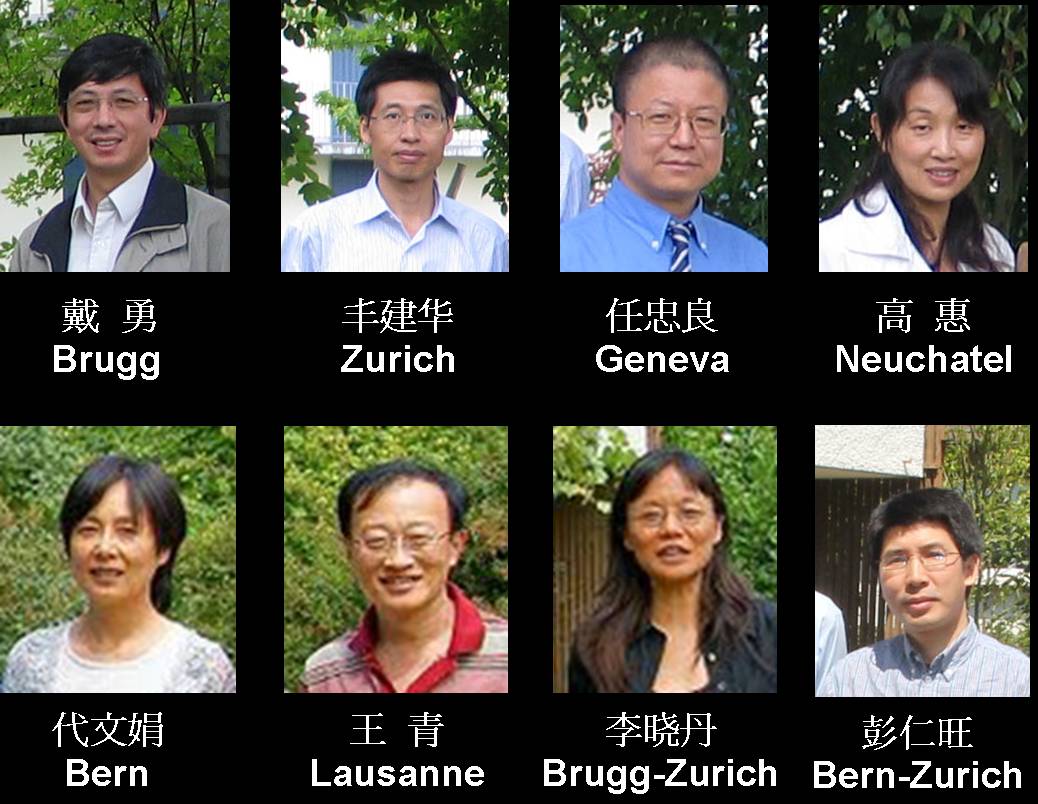 戴 勇
Brugg
丰建华
Zurich
任忠良
Geneva
高 惠
Neuchatel
代文娟
Bern
王 青
Lausanne
李晓丹
Brugg-Zurich
彭仁旺
Bern-Zurich